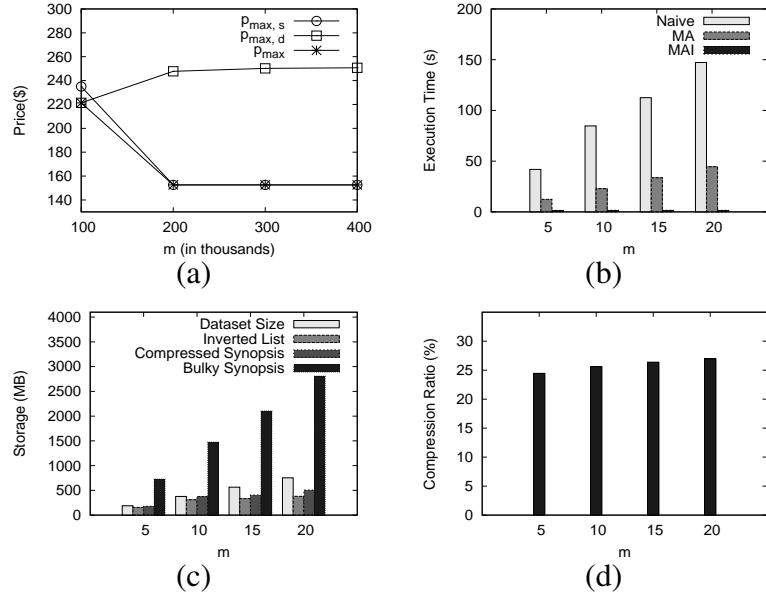 300
280
260
240
220
200
180
160
150
130
100
200
300
400
Price($)
m (in thousands)
p_max, s
p_max, d
p_max
(a)
200
150
100
50
0
5
10
15
20
Execution Time (s)
m
Naive
MA
MAI
(b)
4000
3500
3000
2500
2000
1500
1000
500
0
5
10
15
20
Storage (MB)
m
Dataset Size
Inverted List
Compressed Synopsis
Bulky Synopsis
(c)
35
30
25
20
15
10
5
0
5
10
15
20
Compression Ratio (%)
m
(d)